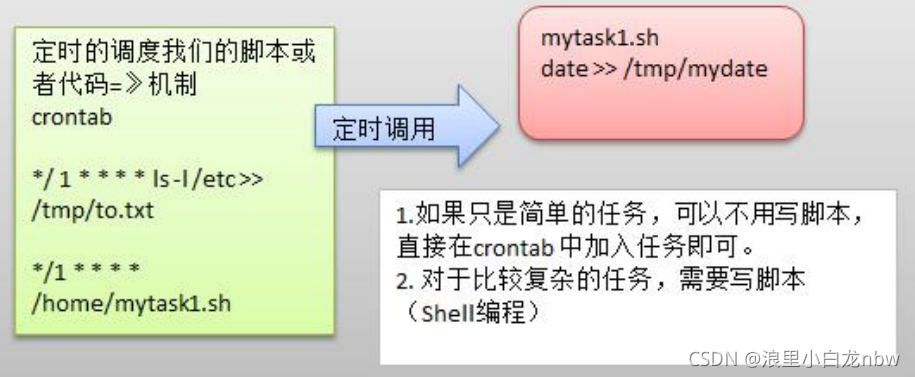 定时的调度我们的脚本或
者代码=》机制
crontab
*/ 1 * * * * ls -l /etc>>
/tmp/to.txt
*/1 * * * *
/home/mytask1.sh
定时调用
mytask1.sh
date >> /tmp/mydate
1.如果只是简单的任务，可以不用写脚本，
直接在crontab 中加入任务即可。
2. 对于比较复杂的任务，需要写脚本
（Shell编程）
CSDN @浪里小白龙nbw